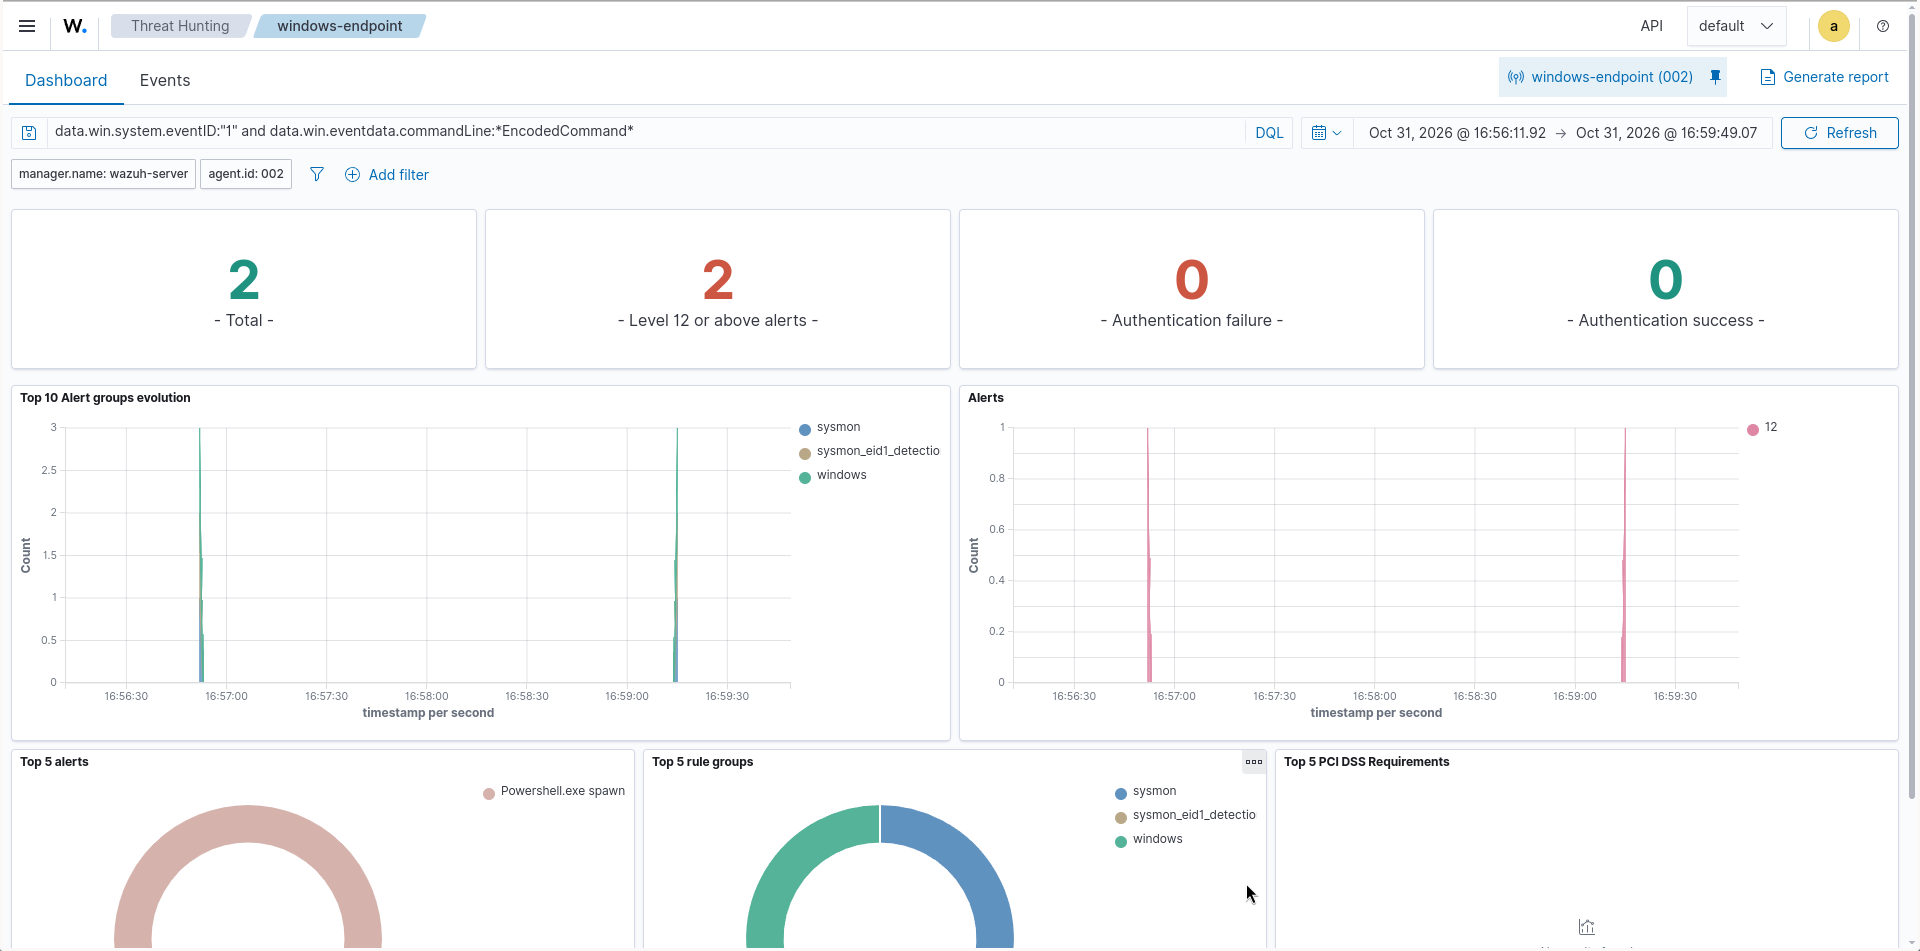 W.
Threat Hunting
windows-endpoint
API
default
a
Dashboard
Events
windows-endpoint (002)
Generate report
data.win.system.eventID:"1" and data.win.eventdata.commandLine:*EncodedCommand*
DQL
Oct 31, 2026 @ 16:56:11.92 → Oct 31, 2026 @ 16:59:49.07
Refresh
manager.name: wazuh-server
agent.id: 002
Add filter
2
- Total -
2
- Level 12 or above alerts -
0
- Authentication failure -
0
- Authentication success -
Top 10 Alert groups evolution
3
2.5
2
1.5
1
0.5
0
Count
16:56:30
16:57:00
16:57:30
16:58:00
16:58:30
16:59:00
16:59:30
timestamp per second
sysmon
sysmon_eid1_detectio
windows
Alerts
1
0.8
0.6
0.4
0.2
0
Count
16:56:30
16:57:00
16:57:30
16:58:00
16:58:30
16:59:00
16:59:30
timestamp per second
12
Top 5 alerts
Powershell.exe spawn
Top 5 rule groups
sysmon
sysmon_eid1_detectio
windows
Top 5 PCI DSS Requirements